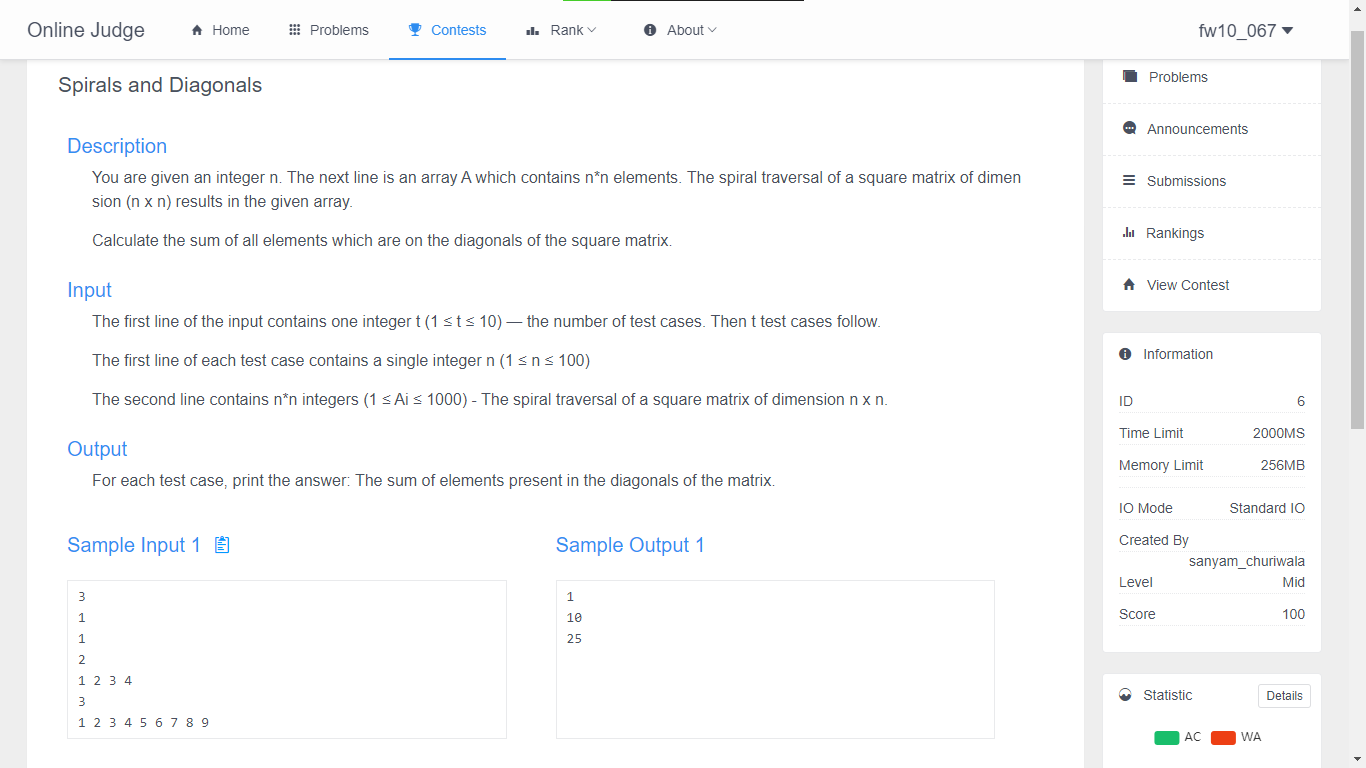 Online Judge
Home
Problems
Contests
Rank
About
fw10_067
Spirals and Diagonals
Description
You are given an integer n. The next line is an array A which contains n*n elements. The spiral traversal of a square matrix of dimen
sion (n x n) results in the given array.
Calculate the sum of all elements which are on the diagonals of the square matrix.
Input
The first line of the input contains one integer t (1 ≤ t ≤ 10) — the number of test cases. Then t test cases follow.
The first line of each test case contains a single integer n (1 ≤ n ≤ 100)
The second line contains n*n integers (1 ≤ Ai ≤ 1000) - The spiral traversal of a square matrix of dimension n x n.
Output
For each test case, print the answer: The sum of elements present in the diagonals of the matrix.
Sample Input 1
3
1
1
2
1 2 3 4
3
1 2 3 4 5 6 7 8 9
Sample Output 1
1
10
25
Problems
Announcements
Submissions
Rankings
View Contest
Information
ID 6
Time Limit 2000MS
Memory Limit 256MB
IO Mode Standard IO
Created By
sanyam_churiwala
Level Mid
Score 100
Statistic Details
AC WA